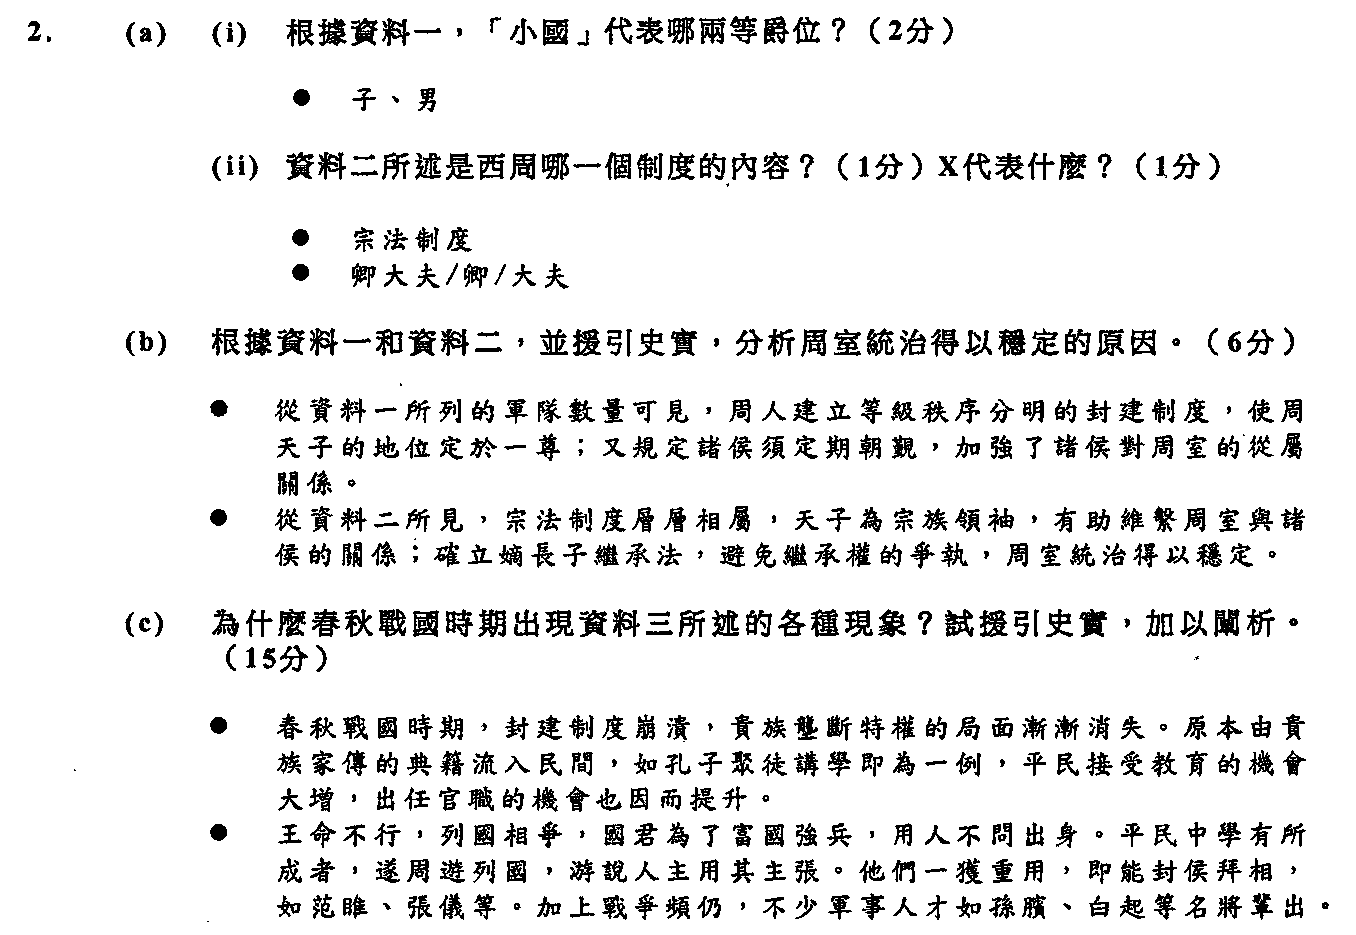 2. (a) (i) 根據資料一，「小國」代表哪兩等爵位？（2分）
● 子、男
(ii) 資料二所述是西周哪一個制度的內容？（1分）X代表什麼？（1分）
● 宗法制度
● 卿大夫/卿/大夫
(b) 根據資料一和資料二，並援引史實，分析周室統治得以穩定的原因。（6分）
● 從資料一所列的軍隊數量可見，周人建立等級秩序分明的封建制度，使周
天子的地位定於一尊；又規定諸侯須定期朝覲，加強了諸侯對周室的從屬
關係。
● 從資料二所見，宗法制度層層相屬，天子為宗族領袖，有助維繫周室與諸
侯的關係；確立嫡長子繼承法，避免繼承權的爭執，周室統治得以穩定。
(c) 為什麼春秋戰國時期出現資料三所述的各種現象？試援引史實，加以闡析。
（15分）
● 春秋戰國時期，封建制度崩潰，貴族壟斷特權的局面漸漸消失。原本由貴
族家傳的典籍流入民間，如孔子聚徒講學即為一例，平民接受教育的機會
大增，出任官職的機會也因而提升。
● 王命不行，列國相爭，國君為了富國強兵，用人不問出身。平民中學有所
成者，遂周遊列國，游說人主用其主張。他們一獲重用，即能封侯拜相，
如范睢、張儀等。加上戰爭頻仍，不少軍事人才如孫臏、白起等名將輩出。